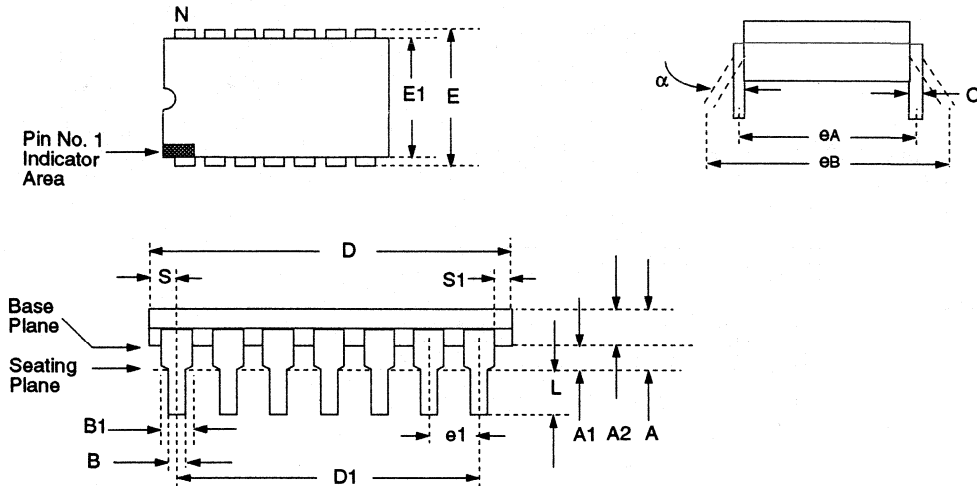 N
E1
E
Pin No. 1
Indicator
Area
α
C
eA
eB
D
S
S1
Base
Plane
Seating
Plane
L
B1
e1
A1
A2
A
B
D1